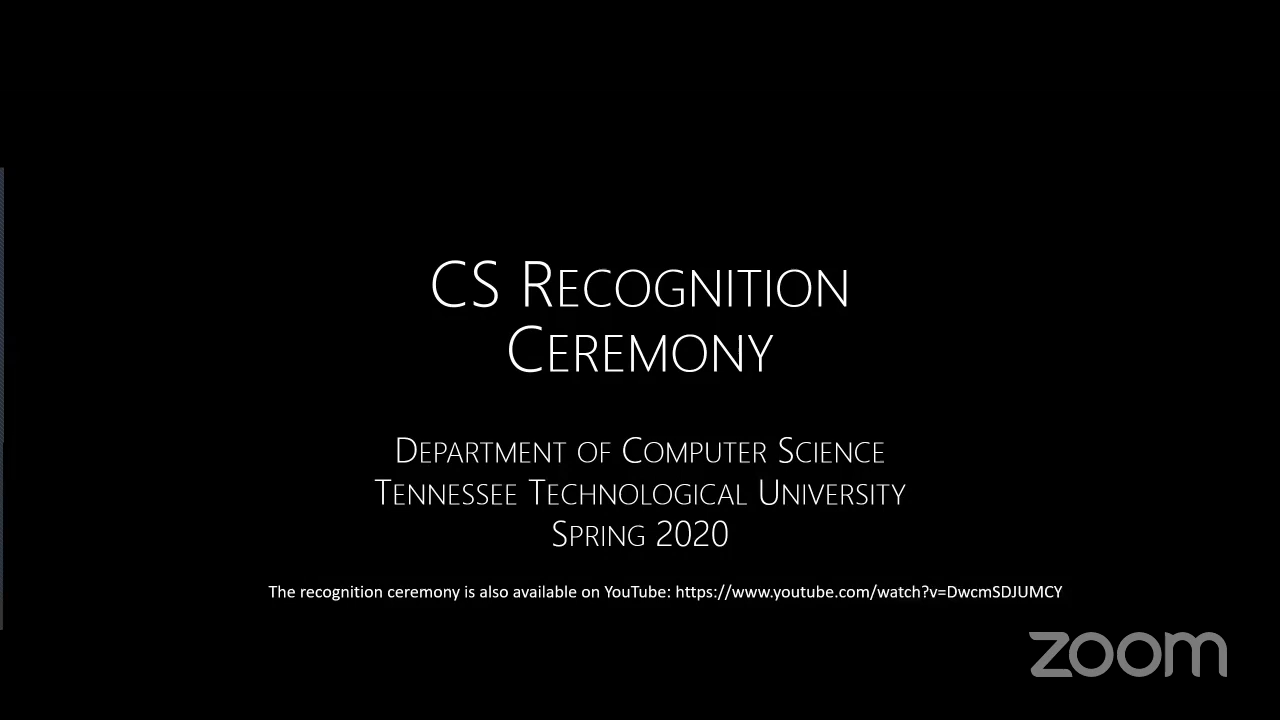 CS Recognition
Ceremony
Department of Computer Science
Tennessee Technological University
Spring 2020
The recognition ceremony is also available on YouTube: https://www.youtube.com/watch?v=DwcmSDJUMCY
zoom